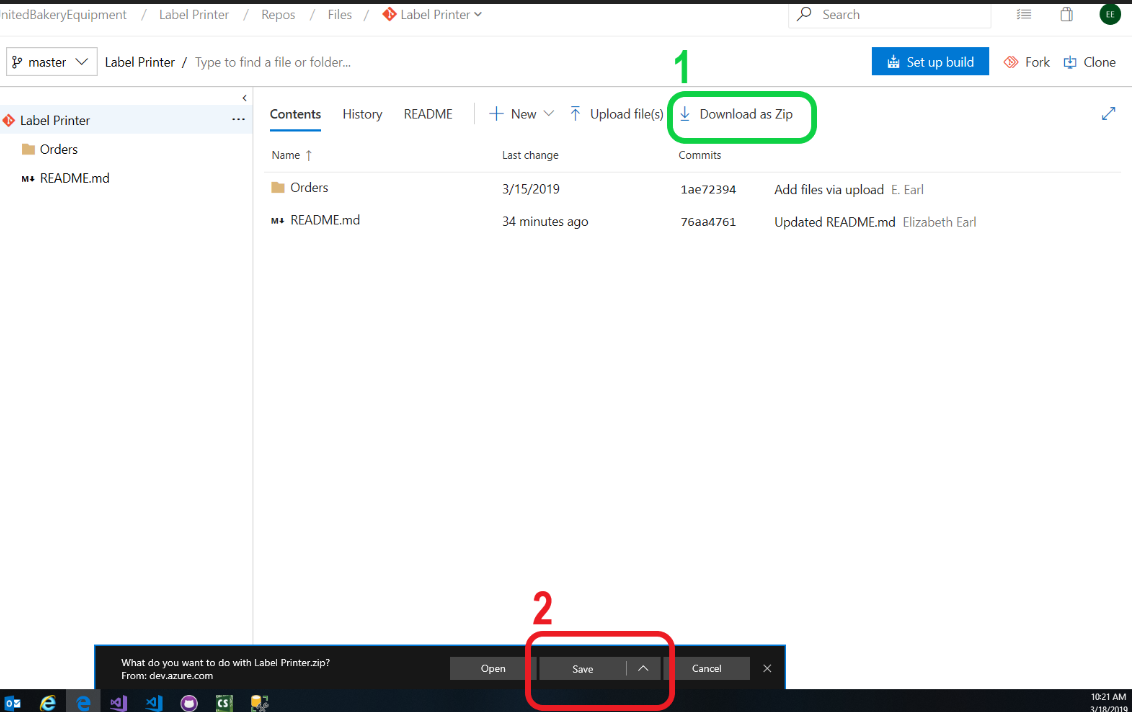 nitedBakeryEquipment / Label Printer / Repos / Files / Label Printer Search EE
master Label Printer / Type to find a file or folder... Set up build Fork Clone
1
Label Printer ...
Orders
M↓ README.md
Contents History README New Upload file(s) Download as Zip
Name ↑ Last change Commits
Orders 3/15/2019 1ae72394 Add files via upload E. Earl
M↓ README.md 34 minutes ago 76aa4761 Updated README.md Elizabeth Earl
2
What do you want to do with Label Printer.zip?
From: dev.azure.com
Open Save Cancel
CS
10:21 AM
3/18/2019